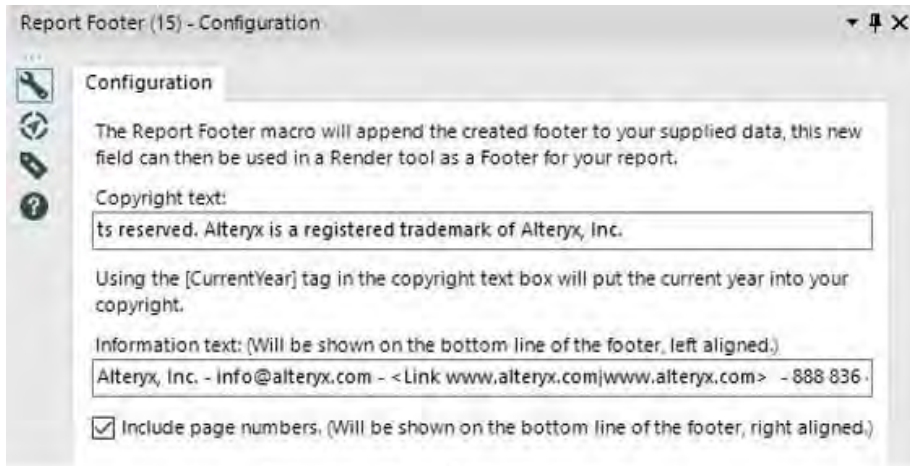 Report Footer (15) - Configuration
Configuration
The Report Footer macro will append the created footer to your supplied data, this new
field can then be used in a Render tool as a Footer for your report.
Copyright text:
ts reserved. Alteryx is a registered trademark of Alteryx, Inc.
Using the [CurrentYear] tag in the copyright text box will put the current year into your
copyright.
Information text: (Will be shown on the bottom line of the footer, left aligned.)
Alteryx, Inc. - info@alteryx.com - <Link www.alteryx.com|www.alteryx.com> - 888 836 -
Include page numbers. (Will be shown on the bottom line of the footer, right aligned.)